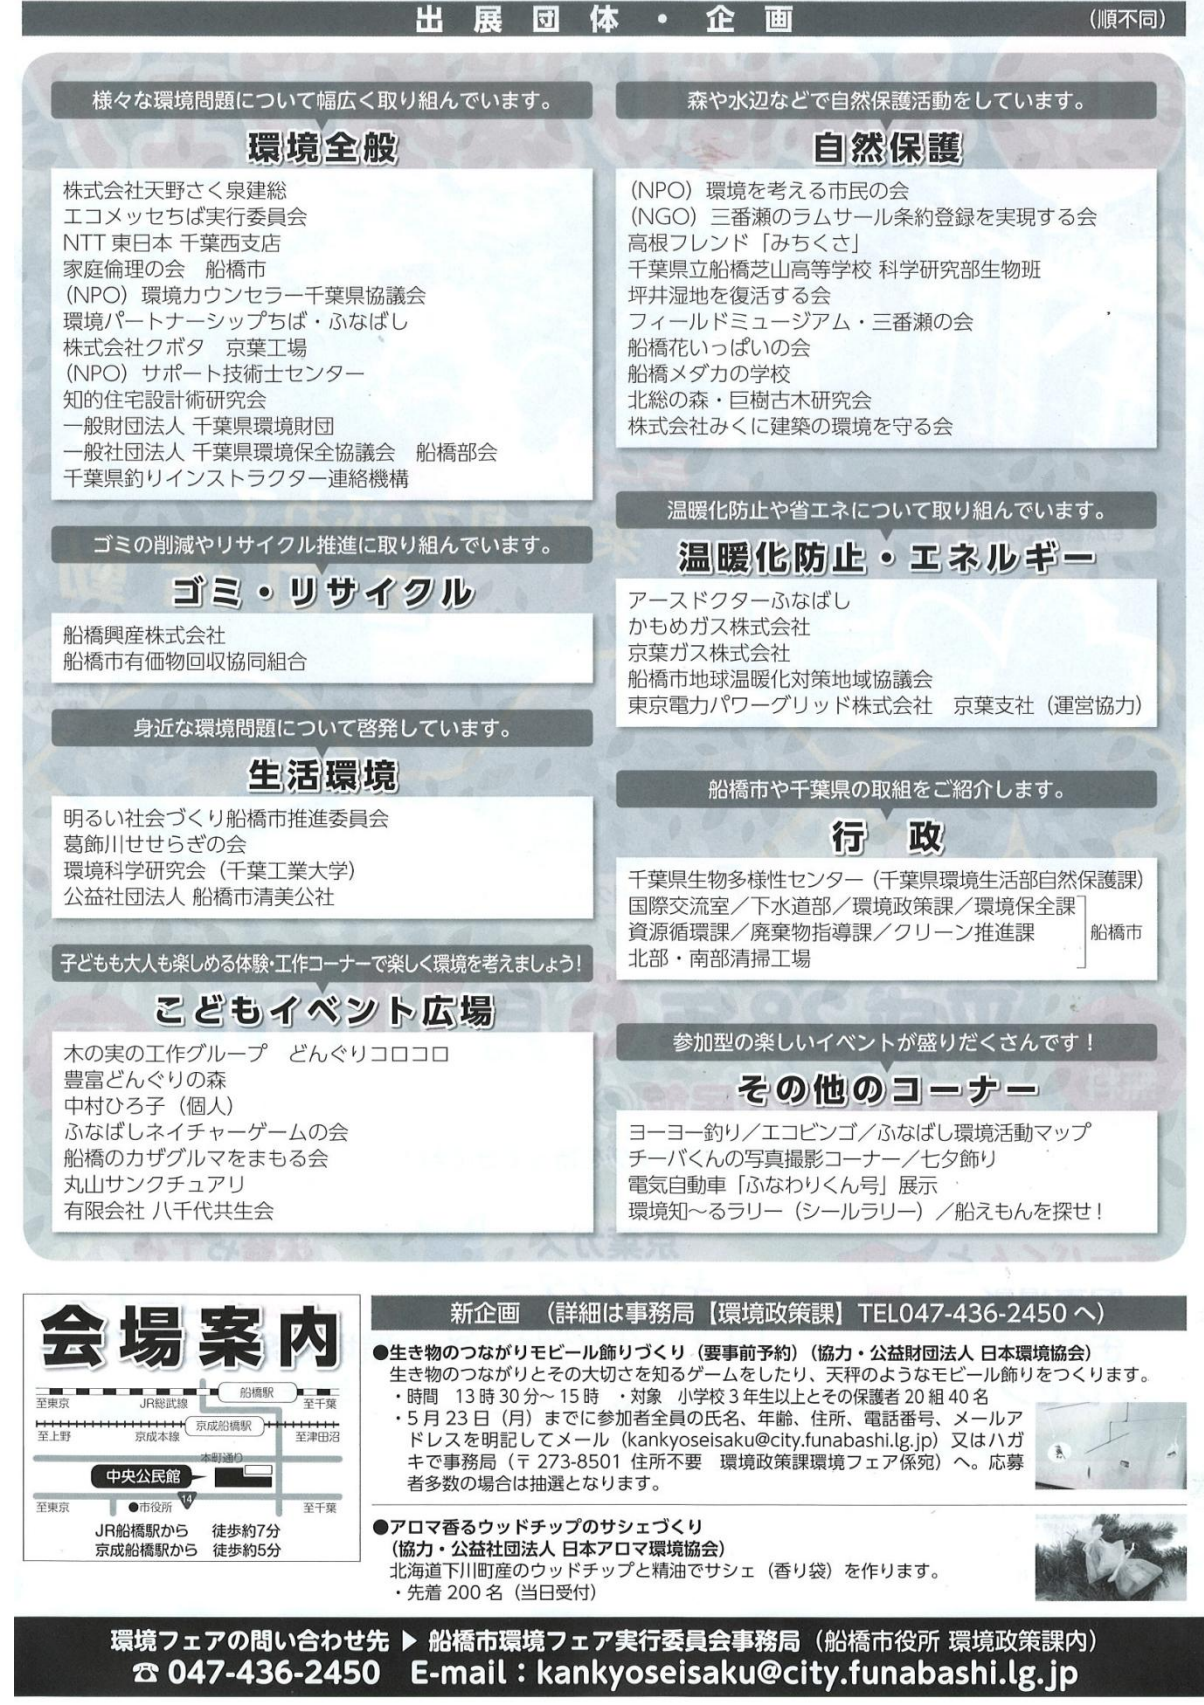 出展団体・企画
(順不同)
様々な環境問題について幅広く取り組んでいます。
環境全般
株式会社天野さく泉建総
エコメッセちば実行委員会
NTT 東日本 千葉西支店
家庭倫理の会　船橋市
(NPO) 環境カウンセラー千葉県協議会
環境パートナーシップちば・ふなばし
株式会社クボタ　京葉工場
(NPO) サポート技術士センター
知的住宅設計術研究会
一般財団法人 千葉県環境財団
一般社団法人 千葉県環境保全協議会　船橋部会
千葉県釣りインストラクター連絡機構
ゴミの削減やリサイクル推進に取り組んでいます。
ゴミ・リサイクル
船橋興産株式会社
船橋市有価物回収協同組合
身近な環境問題について啓発しています。
生活環境
明るい社会づくり船橋市推進委員会
葛飾川せせらぎの会
環境科学研究会（千葉工業大学）
公益社団法人 船橋市清美公社
子どもも大人も楽しめる体験・工作コーナーで楽しく環境を考えましょう！
こどもイベント広場
木の実の工作グループ　どんぐりコロコロ
豊富どんぐりの森
中村ひろ子（個人）
ふなばしネイチャーゲームの会
船橋のカザグルマをまもる会
丸山サンクチュアリ
有限会社 八千代共生会
森や水辺などで自然保護活動をしています。
自然保護
(NPO) 環境を考える市民の会
(NGO) 三番瀬のラムサール条約登録を実現する会
高根フレンド「みちくさ」
千葉県立船橋芝山高等学校 科学研究部生物班
坪井湿地を復活する会
フィールドミュージアム・三番瀬の会
船橋花いっぱいの会
船橋メダカの学校
北総の森・巨樹古木研究会
株式会社みくに建築の環境を守る会
温暖化防止や省エネについて取り組んでいます。
温暖化防止・エネルギー
アースドクターふなばし
かもめガス株式会社
京葉ガス株式会社
船橋市地球温暖化対策地域協議会
東京電力パワーグリッド株式会社　京葉支社（運営協力）
船橋市や千葉県の取組をご紹介します。
行　政
千葉県生物多様性センター（千葉県環境生活部自然保護課）
国際交流室／下水道部／環境政策課／環境保全課
資源循環課／廃棄物指導課／クリーン推進課
北部・南部清掃工場
船橋市
参加型の楽しいイベントが盛りだくさんです！
その他のコーナー
ヨーヨー釣り／エコビンゴ／ふなばし環境活動マップ
チーバくんの写真撮影コーナー／七夕飾り
電気自動車「ふなわりくん号」展示
環境知～るラリー（シールラリー）／船えもんを探せ！
会場案内
船橋駅
至東京　JR総武線　至千葉
京成船橋駅
至上野　京成本線　至津田沼
本町通り
中央公民館
14
至東京　●市役所　至千葉
JR船橋駅から　徒歩約7分
京成船橋駅から　徒歩約5分
新企画　（詳細は事務局【環境政策課】TEL047-436-2450 へ）
●生き物のつながりモビール飾りづくり（要事前予約）（協力・公益財団法人 日本環境協会）
生き物のつながりとその大切さを知るゲームをしたり、天秤のようなモビール飾りをつくります。
・時間　13 時 30 分～ 15 時　・対象　小学校 3 年生以上とその保護者 20 組 40 名
・5 月 23 日（月）までに参加者全員の氏名、年齢、住所、電話番号、メールア
ドレスを明記してメール（kankyoseisaku@city.funabashi.lg.jp）又はハガ
キで事務局（〒 273-8501 住所不要　環境政策課環境フェア係宛）へ。応募
者多数の場合は抽選となります。
●アロマ香るウッドチップのサシェづくり
（協力・公益社団法人 日本アロマ環境協会）
北海道下川町産のウッドチップと精油でサシェ（香り袋）を作ります。
・先着 200 名（当日受付）
環境フェアの問い合わせ先 ▶ 船橋市環境フェア実行委員会事務局（船橋市役所 環境政策課内）
☎ 047-436-2450　E-mail：kankyoseisaku@city.funabashi.lg.jp